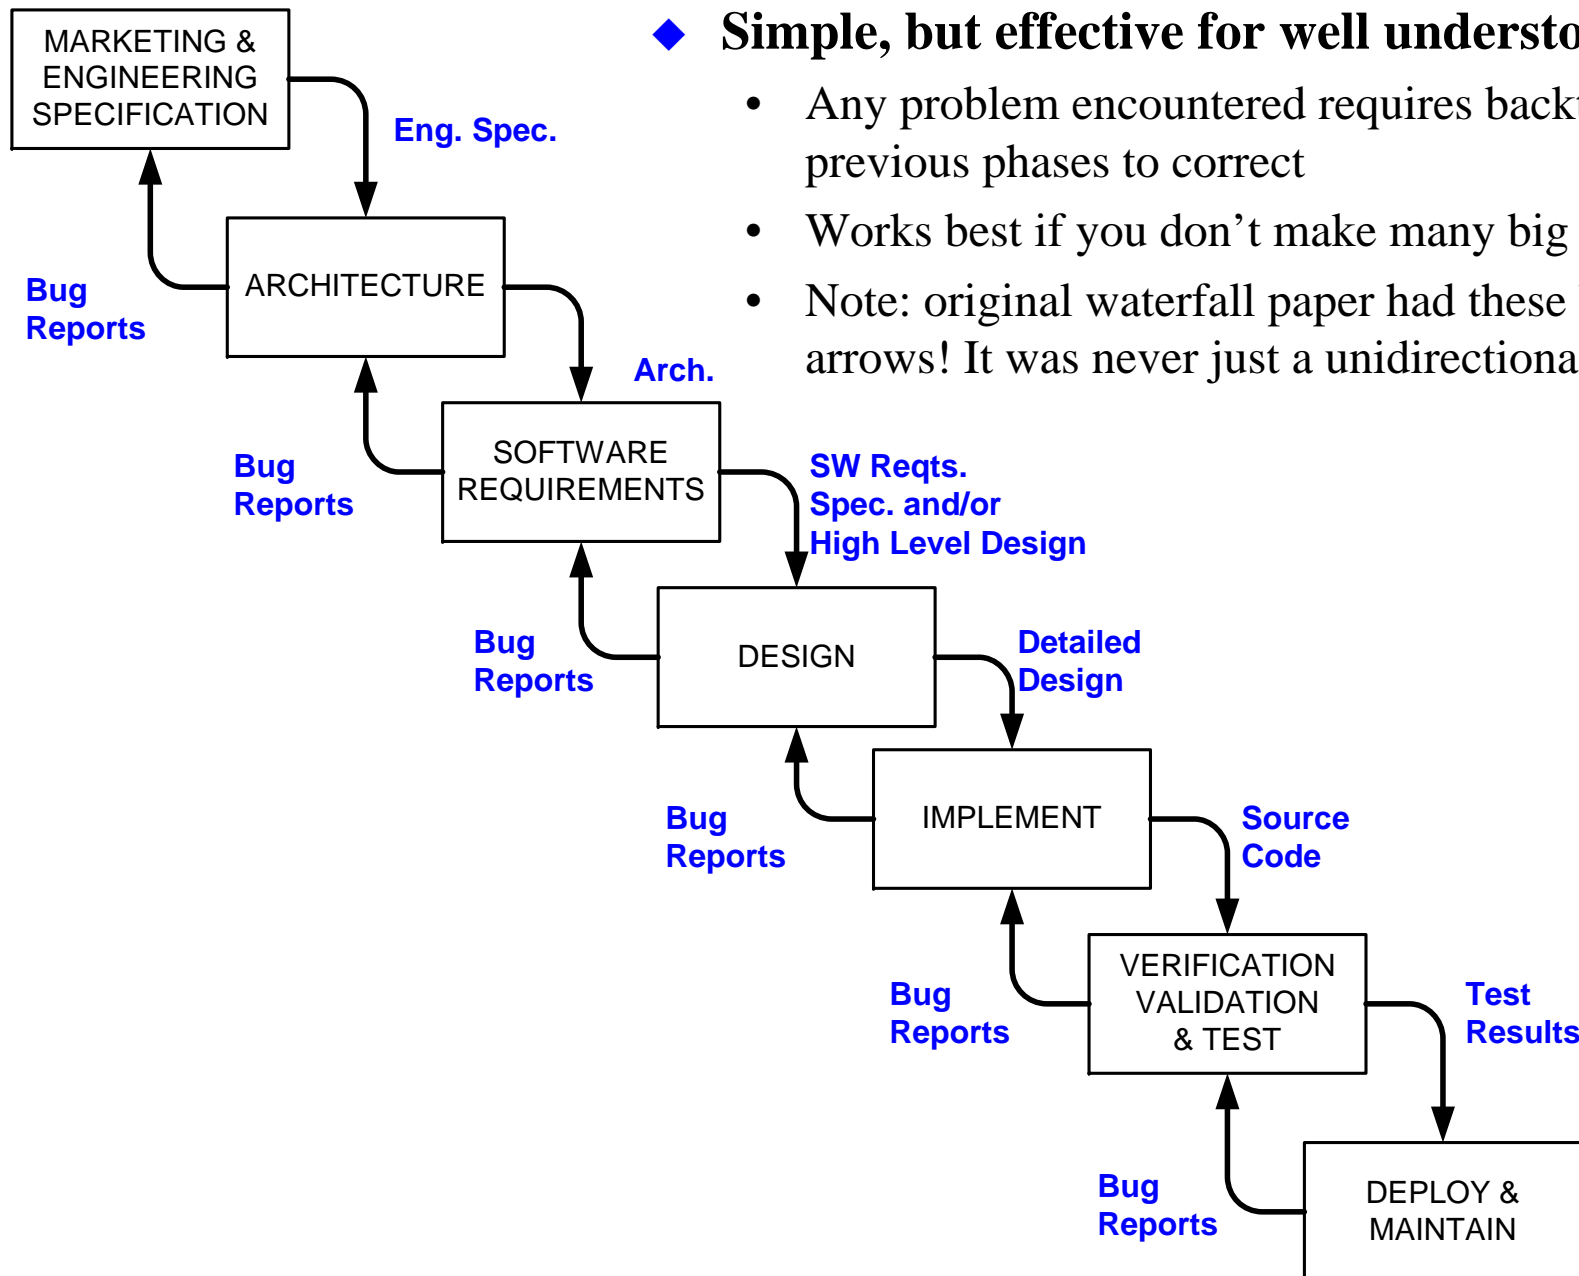 MARKETING &
ENGINEERING
SPECIFICATION
◆ Simple, but effective for well
• Any problem encountered requires
previous phases to correct
• Works best if you don’t make many big
• Note: original waterfall paper had these
arrows! It was never just a
Eng. Spec.
Bug
Reports
ARCHITECTURE
Arch.
Bug
Reports
SOFTWARE
REQUIREMENTS
SW Reqts.
Spec. and/or
High Level Design
Bug
Reports
DESIGN
Detailed
Design
Bug
Reports
IMPLEMENT
Source
Code
Bug
Reports
VERIFICATION
VALIDATION
& TEST
Test
Results
Bug
Reports
DEPLOY &
MAINTAIN